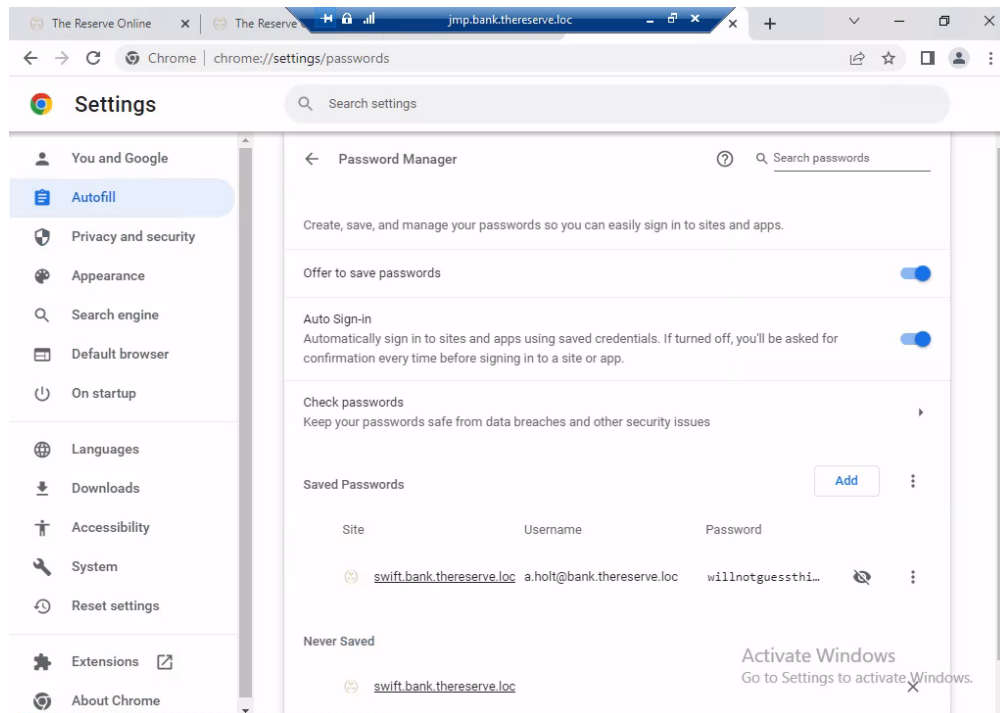 The Reserve Online
The Reserve
jmp.bank.thereserve.loc
Chrome
chrome://settings/passwords
Settings
Search settings
You and Google
Autofill
Privacy and security
Appearance
Search engine
Default browser
On startup
Languages
Downloads
Accessibility
System
Reset settings
Extensions
About Chrome
Password Manager
Search passwords
Create, save, and manage your passwords so you can easily sign in to sites and apps.
Offer to save passwords
Auto Sign-in
Automatically sign in to sites and apps using saved credentials. If turned off, you'll be asked for
confirmation every time before signing in to a site or app.
Check passwords
Keep your passwords safe from data breaches and other security issues
Saved Passwords
Add
Site Username Password
swift.bank.thereserve.loc a.holt@bank.thereserve.loc willnotguessthi...
Never Saved
swift.bank.thereserve.loc
Activate Windows
Go to Settings to activate Windows.